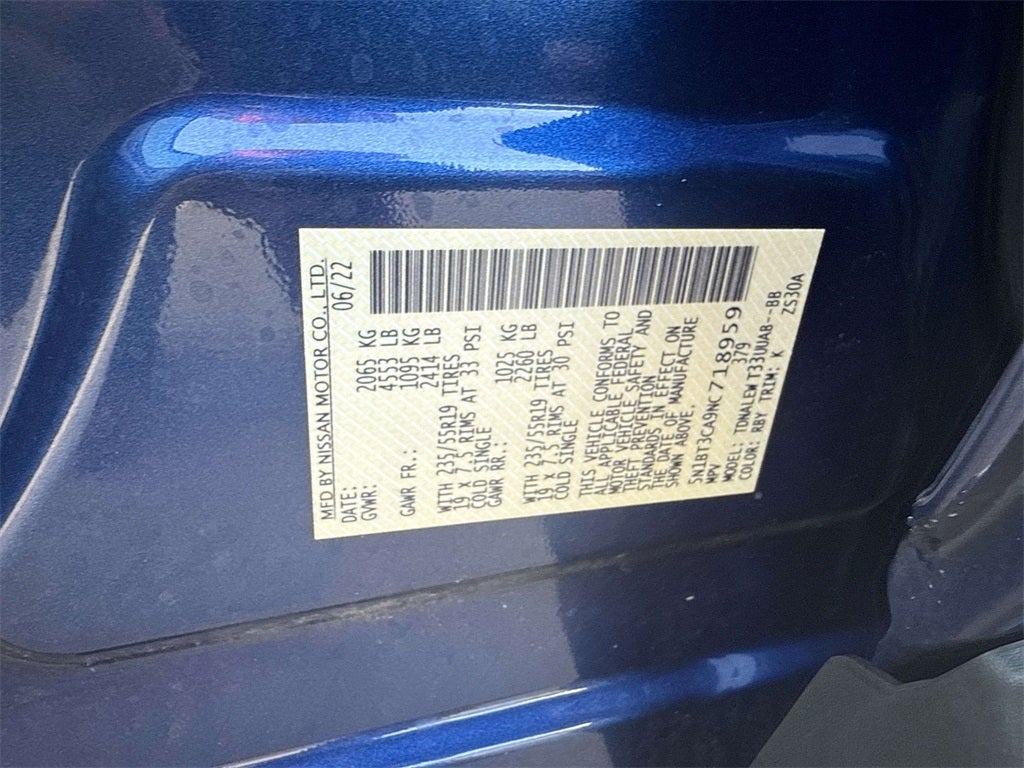 MFD BY NISSAN MOTOR CO., LTD.
DATE: 06/22
GVWR: 2065 KG
4553 LB
GAWR FR.: 1095 KG
2414 LB
WITH 235/55R19 TIRES
19 X 7.5 RIMS AT 33 PSI
COLD SINGLE
GAWR RR.: 1025 KG
2260 LB
WITH 235/55R19 TIRES
19 X 7.5 RIMS AT 30 PSI
COLD SINGLE
THIS VEHICLE CONFORMS TO
ALL APPLICABLE FEDERAL
MOTOR VEHICLE SAFETY AND
THEFT PREVENTION
STANDARDS IN EFFECT ON
THE DATE OF MANUFACTURE
SHOWN ABOVE.
5N1BT3CA9NC718959
MPV 379
MODEL: TDNALEW T33UUAB--BB
COLOR: RBY TRIM: K ZS30A